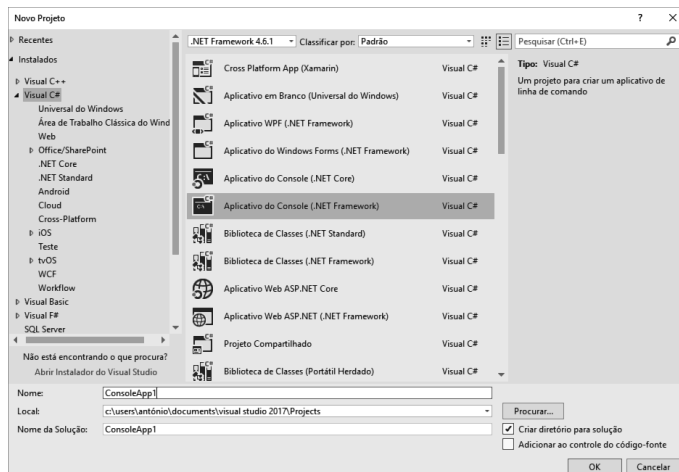 Novo Projeto
? ×
Recentes
Instalados
Visual C++
Visual C#
Universal do Windows
Área de Trabalho Clássica do Wind
Web
Office/SharePoint
.NET Core
.NET Standard
Android
Cloud
Cross-Platform
iOS
Teste
tvOS
WCF
Workflow
Visual Basic
Visual F#
SQL Server
Não está encontrando o que procura?
Abrir Instalador do Visual Studio
.NET Framework 4.6.1 Classificar por: Padrão
Cross Platform App (Xamarin) Visual C#
Aplicativo em Branco (Universal do Windows) Visual C#
Aplicativo WPF (.NET Framework) Visual C#
Aplicativo do Windows Forms (.NET Framework) Visual C#
Aplicativo do Console (.NET Core) Visual C#
Aplicativo do Console (.NET Framework) Visual C#
Biblioteca de Classes (.NET Standard) Visual C#
Biblioteca de Classes (.NET Framework) Visual C#
Aplicativo Web ASP.NET Core Visual C#
Aplicativo Web ASP.NET (.NET Framework) Visual C#
Projeto Compartilhado Visual C#
Biblioteca de Classes (Portátil Herdado) Visual C#
Pesquisar (Ctrl+E)
Tipo: Visual C#
Um projeto para criar um aplicativo de
linha de comando
Nome: ConsoleApp1
Local: c:\users\antónio\documents\visual studio 2017\Projects
Nome da Solução: ConsoleApp1
Procurar...
Criar diretório para solução
Adicionar ao controle do código-fonte
OK Cancelar